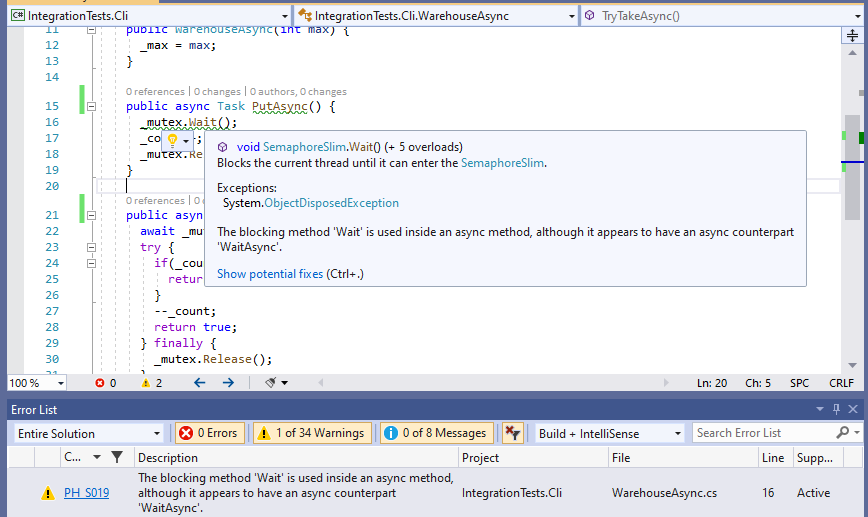 C# IntegrationTests.Cli IntegrationTests.Cli.WarehouseAsync TryTakeAsync()
11 public WarehouseAsync(int max) {
12 _max = max;
13 }
14
0 references | 0 changes | 0 authors, 0 changes
15 public async Task PutAsync() {
16 _mutex.Wait();
17 _co
18 _mutex.Re
19 }
20
0 references | 0
21 public asyn
22 await _mu
23 try {
24 if(_cou
25 retur
26 }
27 --_count;
28 return true;
29 } finally {
30 _mutex.Release();
31 }
void SemaphoreSlim.Wait() (+ 5 overloads)
Blocks the current thread until it can enter the SemaphoreSlim.
Exceptions:
System.ObjectDisposedException
The blocking method 'Wait' is used inside an async method, although it appears to have an async counterpart
'WaitAsync'.
Show potential fixes (Ctrl+.)
100 % 0 2 Ln: 20 Ch: 5 SPC CRLF
Error List
Entire Solution 0 Errors 1 of 34 Warnings 0 of 8 Messages Build + IntelliSense Search Error List
C... Description Project File Line Supp...
PH_S019 The blocking method 'Wait' is used inside an async method,
although it appears to have an async counterpart IntegrationTests.Cli WarehouseAsync.cs 16 Active
'WaitAsync'.